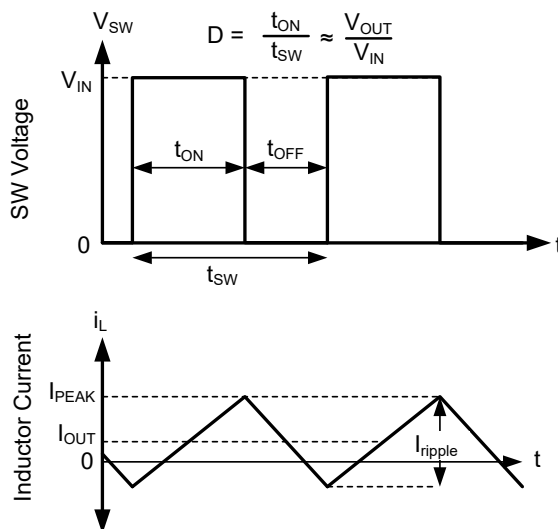 V_SW
D = t_ON / t_SW ≈ V_OUT / V_IN
V_IN
SW Voltage
t_ON
t_OFF
0
t
t_SW
i_L
Inductor Current
I_PEAK
I_OUT
0
I_ripple
t